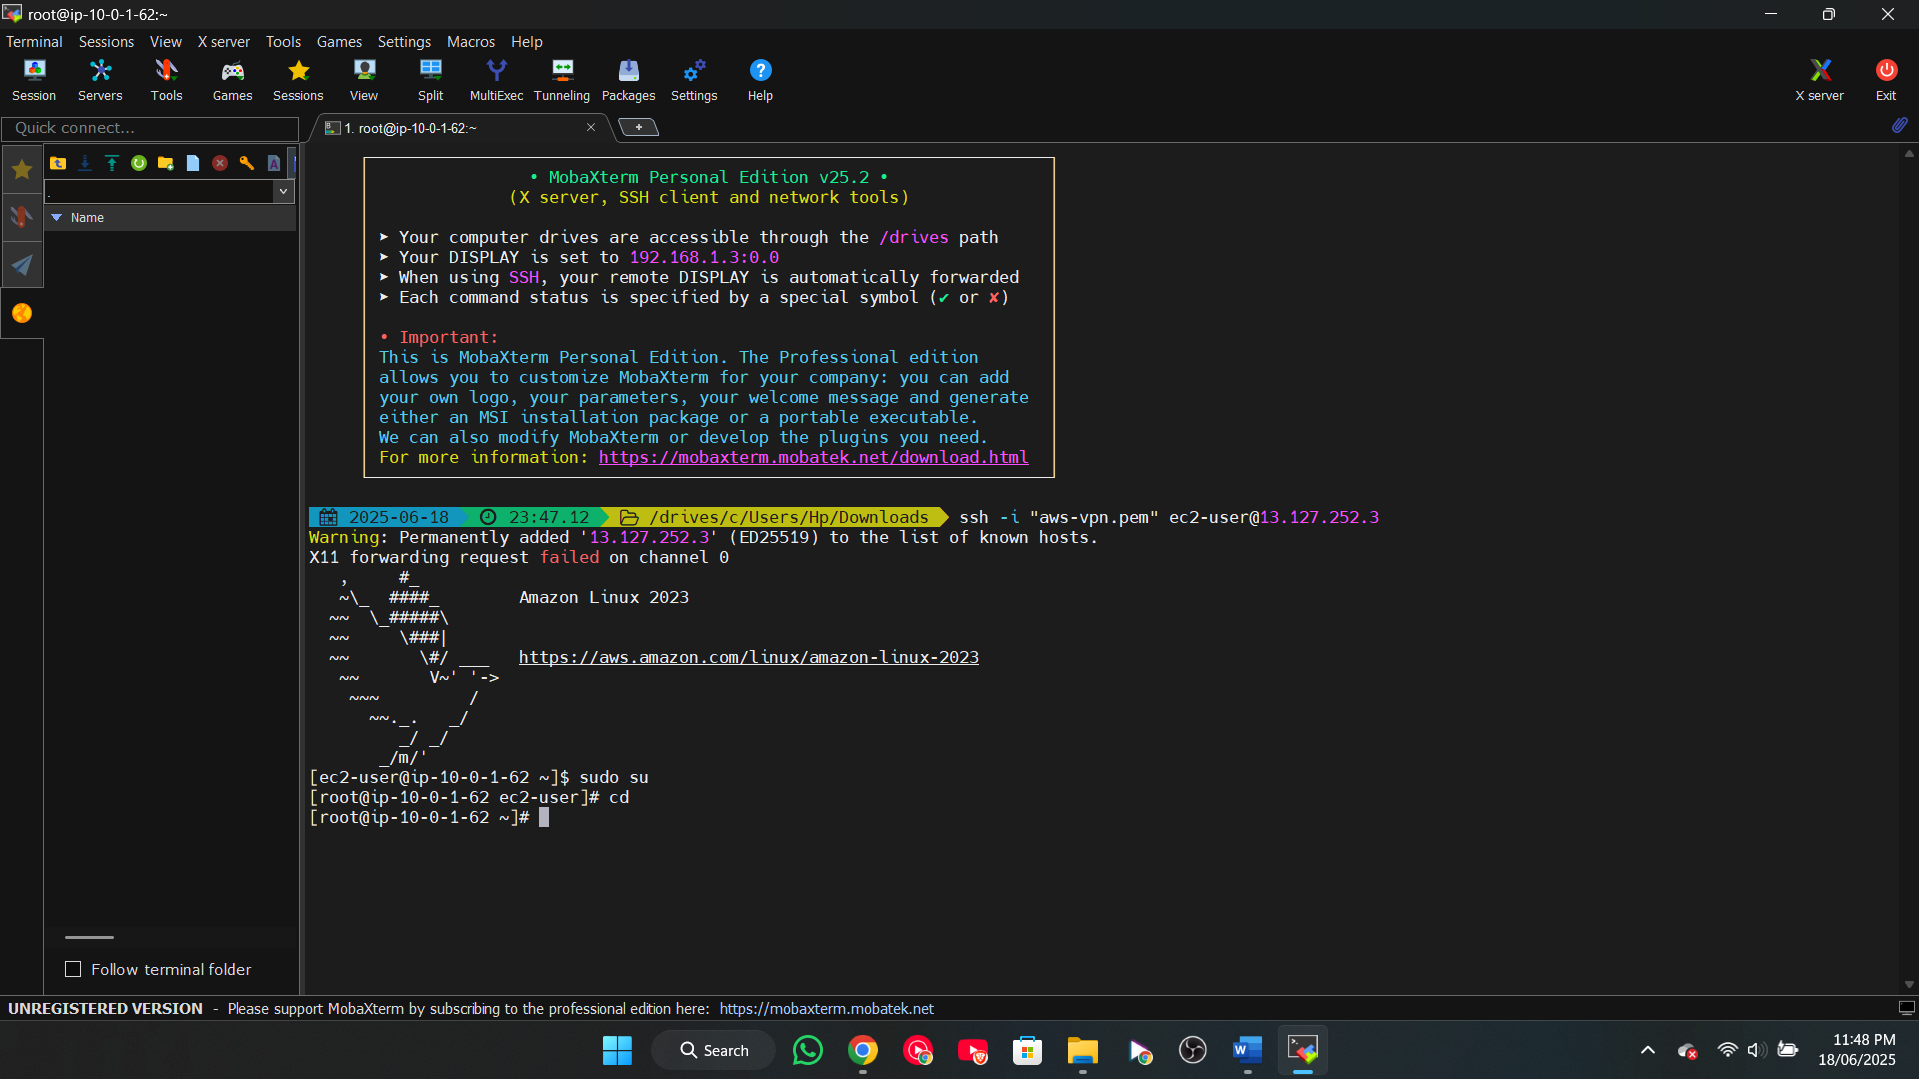 root@ip-10-0-1-62:~
Terminal Sessions View X server Tools Games Settings Macros Help
Session Servers Tools Games Sessions View Split MultiExec Tunneling Packages Settings Help X server Exit
Quick connect...
1. root@ip-10-0-1-62:~
.
Name
• MobaXterm Personal Edition v25.2 •
(X server, SSH client and network tools)
➤ Your computer drives are accessible through the /drives path
➤ Your DISPLAY is set to 192.168.1.3:0.0
➤ When using SSH, your remote DISPLAY is automatically forwarded
➤ Each command status is specified by a special symbol (✔ or ✘)
• Important:
This is MobaXterm Personal Edition. The Professional edition
allows you to customize MobaXterm for your company: you can add
your own logo, your parameters, your welcome message and generate
either an MSI installation package or a portable executable.
We can also modify MobaXterm or develop the plugins you need.
For more information: https://mobaxterm.mobatek.net/download.html
2025-06-18 23:47.12 /drives/c/Users/Hp/Downloads ssh -i "aws-vpn.pem" ec2-user@13.127.252.3
Warning: Permanently added '13.127.252.3' (ED25519) to the list of known hosts.
X11 forwarding request failed on channel 0
   ,     #_
   ~\_  ####_        Amazon Linux 2023
  ~~  \_#####\
  ~~     \###|
  ~~       \#/ ___   https://aws.amazon.com/linux/amazon-linux-2023
   ~~       V~' '->
    ~~~         /
      ~~._.   _/
         _/ _/
       _/m/'
[ec2-user@ip-10-0-1-62 ~]$ sudo su
[root@ip-10-0-1-62 ec2-user]# cd
[root@ip-10-0-1-62 ~]#
Follow terminal folder
UNREGISTERED VERSION - Please support MobaXterm by subscribing to the professional edition here: https://mobaxterm.mobatek.net
Search
11:48 PM
18/06/2025